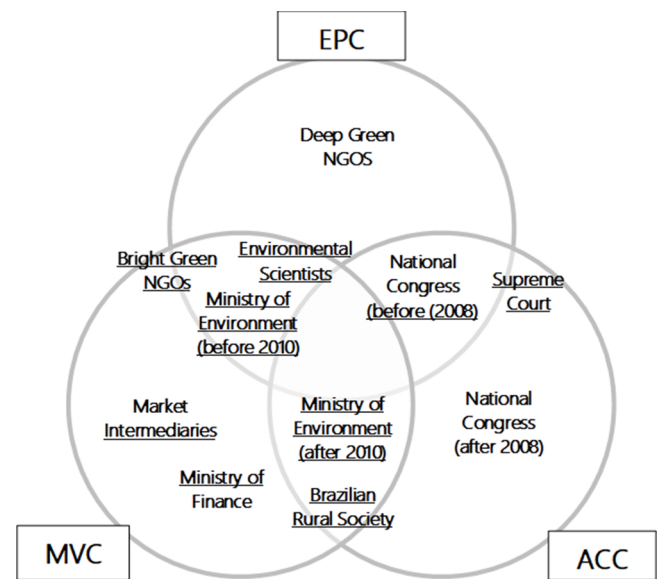 EPC
Deep Green
NGOS
Bright Green
NGOs
Environmental
Scientists
Ministry of
Environment
(before 2010)
National
Congress
(before (2008)
Supreme
Court
Market
Intermediaries
Ministry of
Environment
(after 2010)
National
Congress
(after 2008)
Ministry of
Finance
Brazilian
Rural Society
MVC
ACC